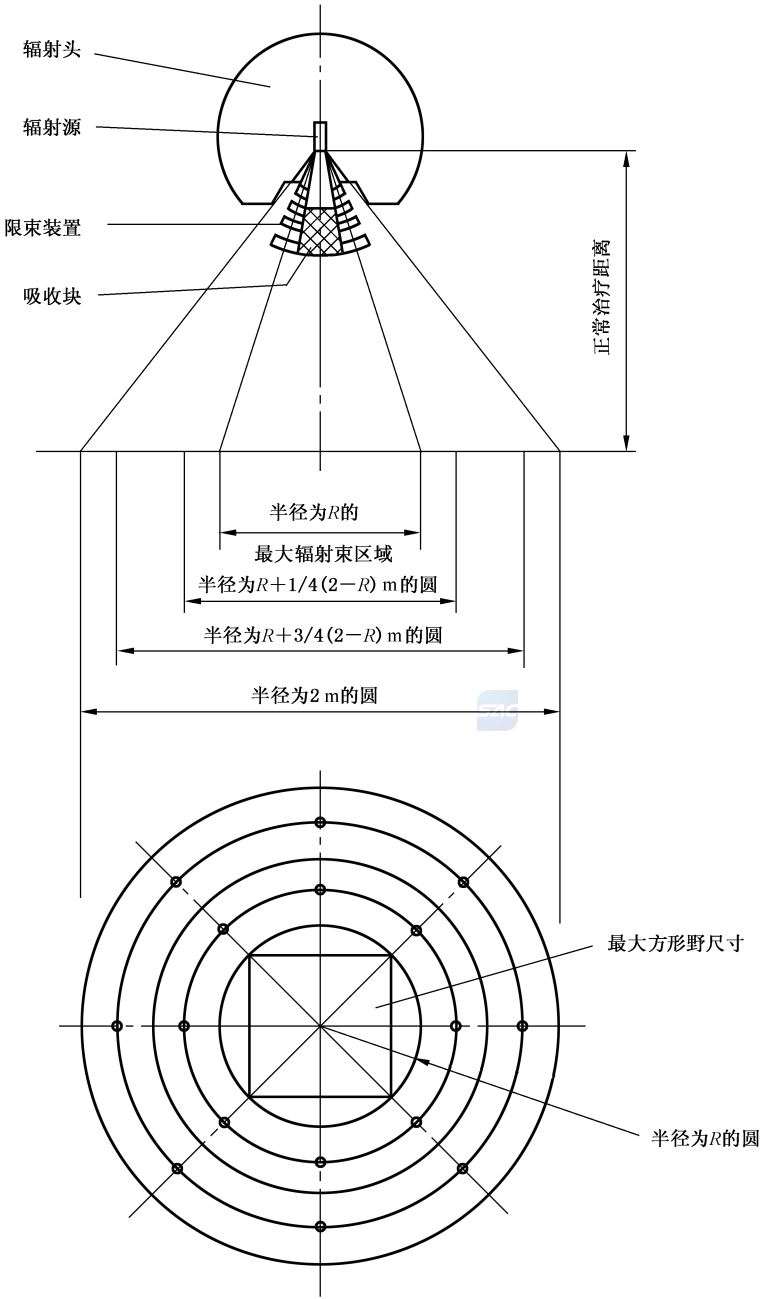 辐射头
辐射源
限束装置
吸收块
正常治疗距离
半径为R的
最大辐射束区域
半径为R+1/4(2-R) m的圆
半径为R+3/4(2-R) m的圆
半径为2 m的圆
SZAC
最大方形野尺寸
半径为R的圆